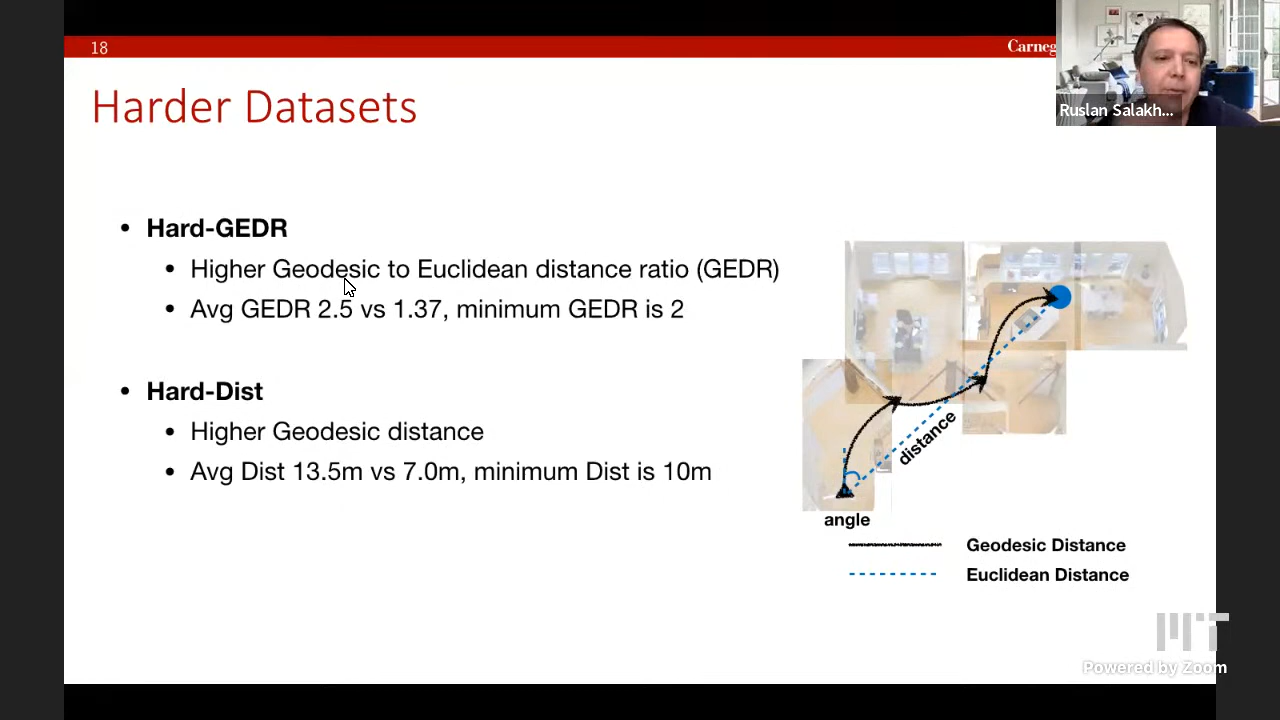 18
Carneg
Ruslan Salakh...
Harder Datasets
• Hard-GEDR
• Higher Geodesic to Euclidean distance ratio (GEDR)
• Avg GEDR 2.5 vs 1.37, minimum GEDR is 2
• Hard-Dist
• Higher Geodesic distance
• Avg Dist 13.5m vs 7.0m, minimum Dist is 10m
distance
angle
Geodesic Distance
Euclidean Distance
MIT
Powered by Zoom